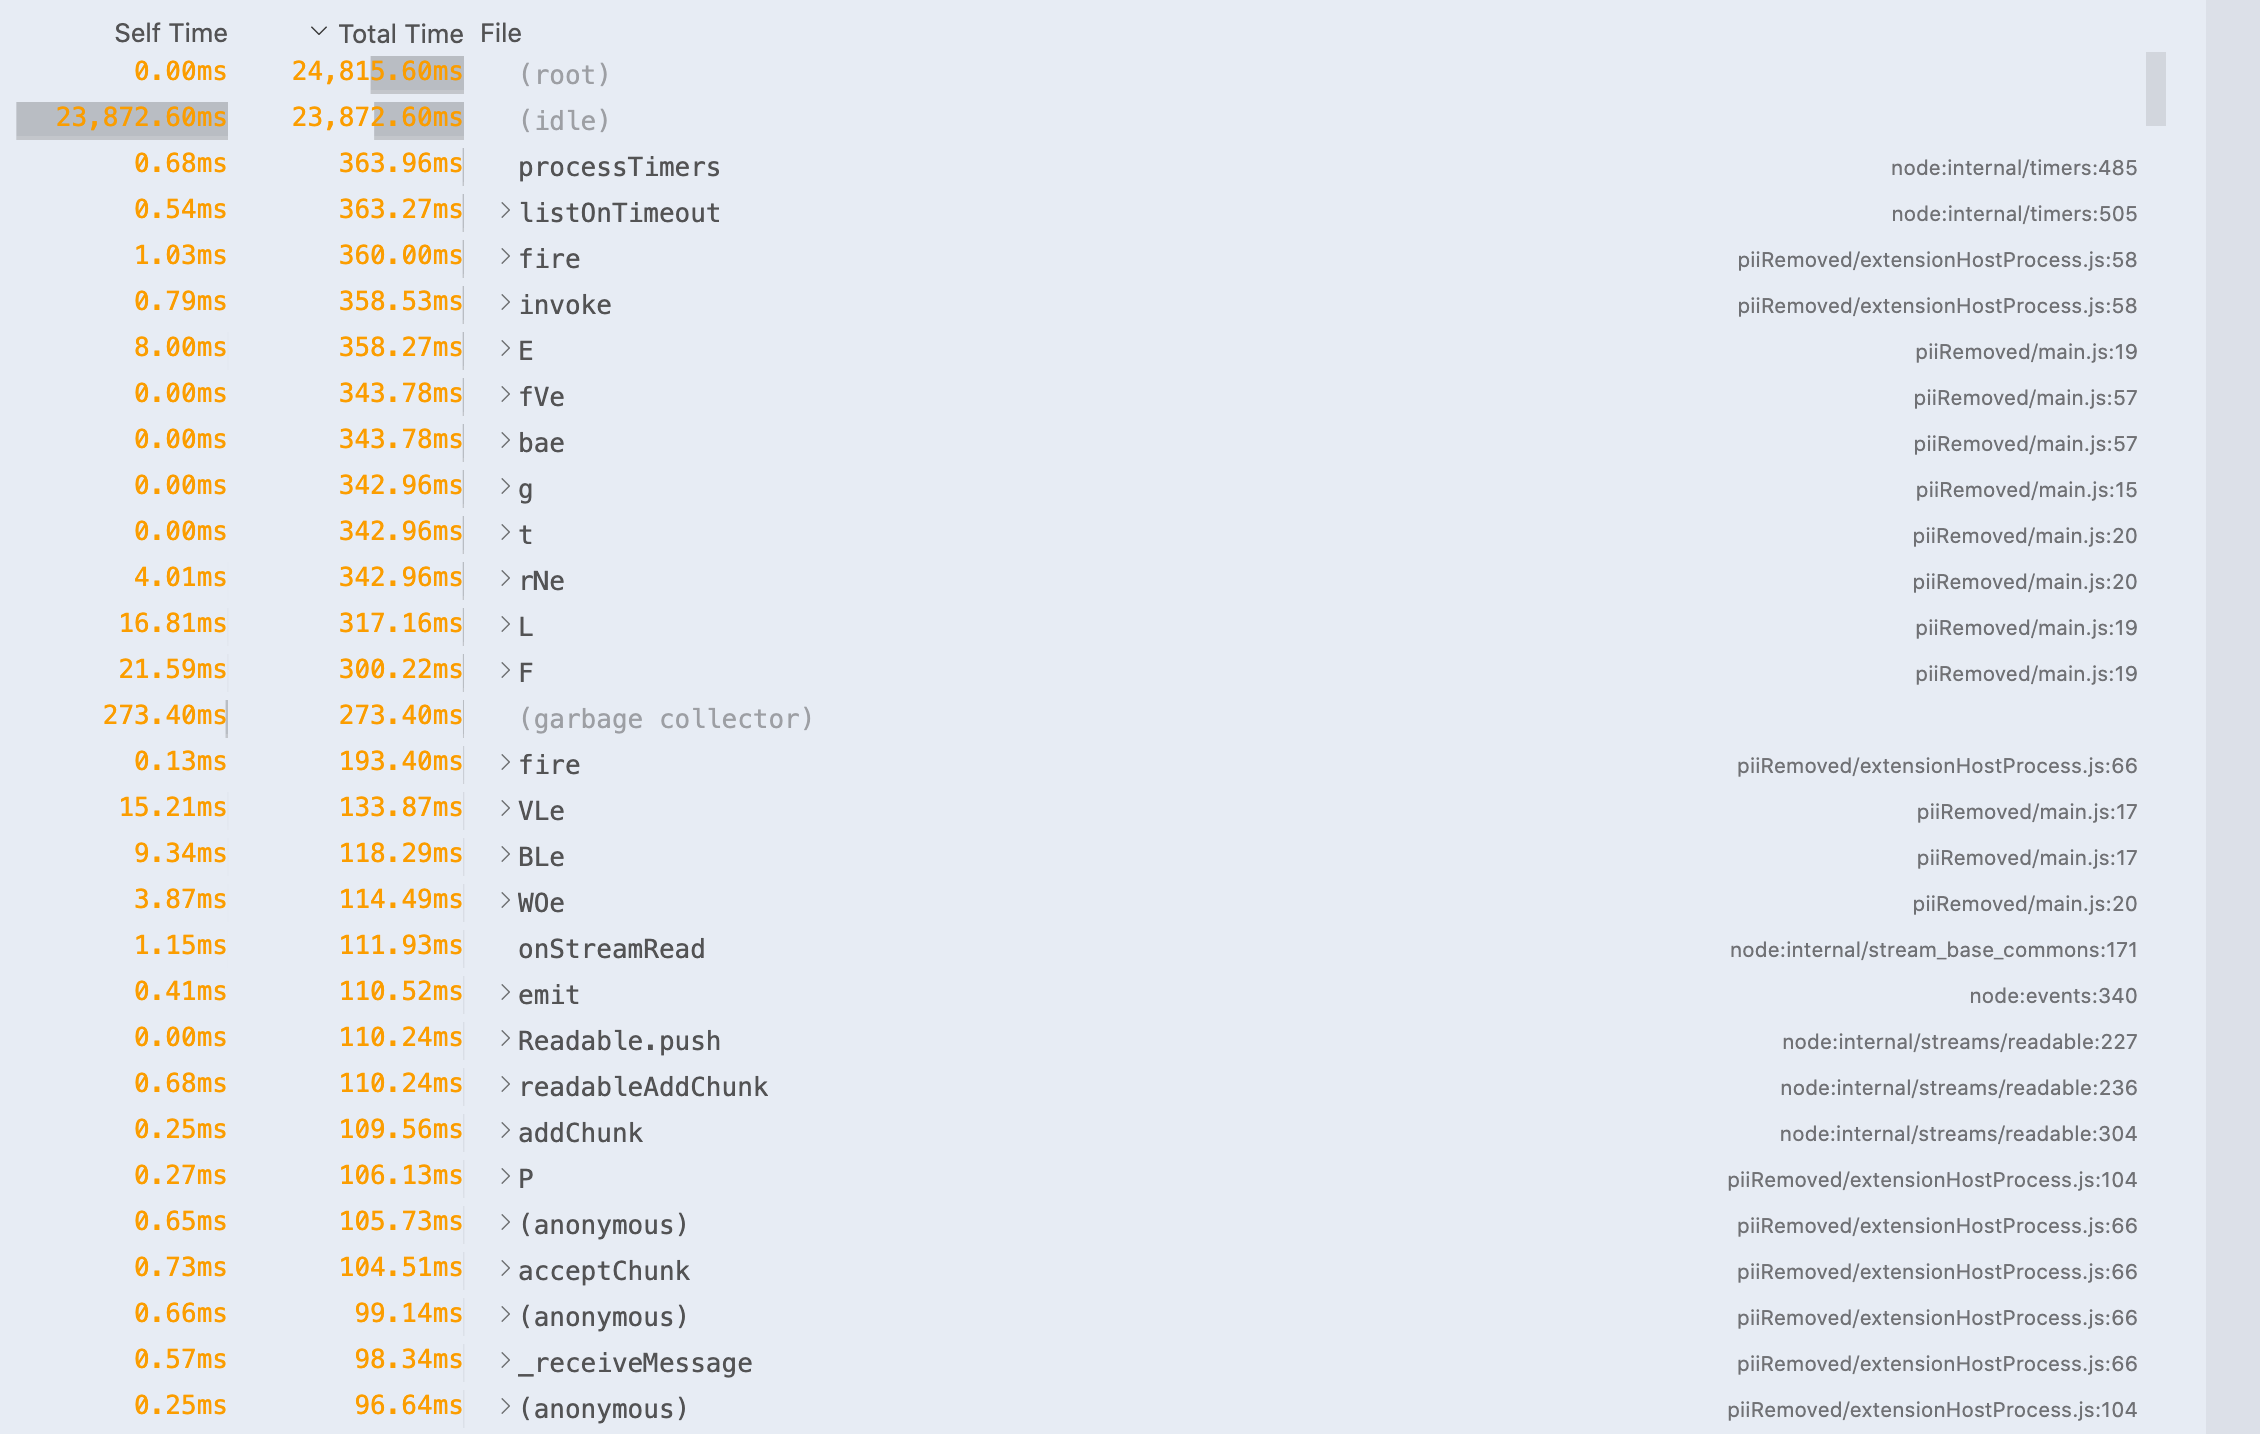 Self Time Total Time File
0.00ms 24,815.60ms (root)
23,872.60ms 23,872.60ms (idle)
0.68ms 363.96ms processTimers node:internal/timers:485
0.54ms 363.27ms listOnTimeout node:internal/timers:505
1.03ms 360.00ms fire piiRemoved/extensionHostProcess.js:58
0.79ms 358.53ms invoke piiRemoved/extensionHostProcess.js:58
8.00ms 358.27ms E piiRemoved/main.js:19
0.00ms 343.78ms fVe piiRemoved/main.js:57
0.00ms 343.78ms bae piiRemoved/main.js:57
0.00ms 342.96ms g piiRemoved/main.js:15
0.00ms 342.96ms t piiRemoved/main.js:20
4.01ms 342.96ms rNe piiRemoved/main.js:20
16.81ms 317.16ms L piiRemoved/main.js:19
21.59ms 300.22ms F piiRemoved/main.js:19
273.40ms 273.40ms (garbage collector)
0.13ms 193.40ms fire piiRemoved/extensionHostProcess.js:66
15.21ms 133.87ms VLe piiRemoved/main.js:17
9.34ms 118.29ms BLe piiRemoved/main.js:17
3.87ms 114.49ms WOe piiRemoved/main.js:20
1.15ms 111.93ms onStreamRead node:internal/stream_base_commons:171
0.41ms 110.52ms emit node:events:340
0.00ms 110.24ms Readable.push node:internal/streams/readable:227
0.68ms 110.24ms readableAddChunk node:internal/streams/readable:236
0.25ms 109.56ms addChunk node:internal/streams/readable:304
0.27ms 106.13ms P piiRemoved/extensionHostProcess.js:104
0.65ms 105.73ms (anonymous) piiRemoved/extensionHostProcess.js:66
0.73ms 104.51ms acceptChunk piiRemoved/extensionHostProcess.js:66
0.66ms 99.14ms (anonymous) piiRemoved/extensionHostProcess.js:66
0.57ms 98.34ms _receiveMessage piiRemoved/extensionHostProcess.js:66
0.25ms 96.64ms (anonymous) piiRemoved/extensionHostProcess.js:104